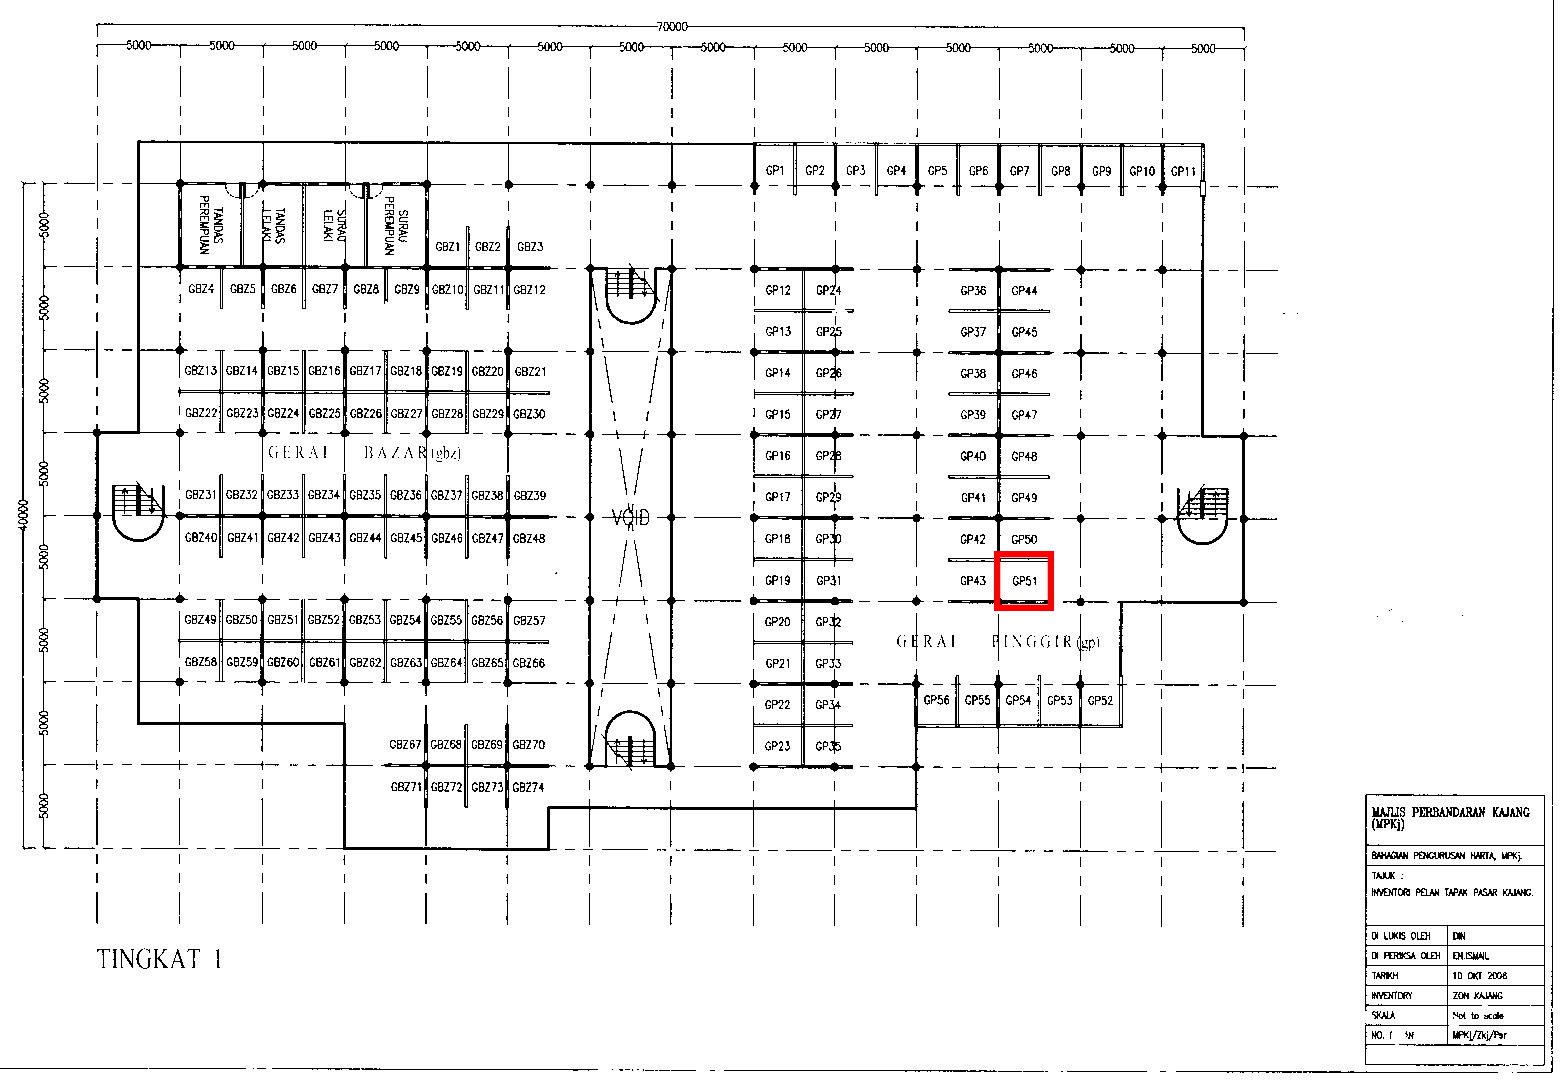 70000
5000 5000 5000 5000 5000 5000 5000 5000 5000 5000 5000 5000 5000 5000
GP1 GP2 GP3 GP4 GP5 GP6 GP7 GP8 GP9 GP10 GP11
TANDAS PEREMPUAN
TANDAS LELAKI
SURAU LELAKI
SURAU PEREMPUAN
GBZ1 GBZ2 GBZ3
GBZ4 GBZ5 GBZ6 GBZ7 GBZ8 GBZ9 GBZ10 GBZ11 GBZ12
GBZ13 GBZ14 GBZ15 GBZ16 GBZ17 GBZ18 GBZ19 GBZ20 GBZ21
GBZ22 GBZ23 GBZ24 GBZ25 GBZ26 GBZ27 GBZ28 GBZ29 GBZ30
GERAI BAZAR(gbz)
GBZ31 GBZ32 GBZ33 GBZ34 GBZ35 GBZ36 GBZ37 GBZ38 GBZ39
GBZ40 GBZ41 GBZ42 GBZ43 GBZ44 GBZ45 GBZ46 GBZ47 GBZ48
GBZ49 GBZ50 GBZ51 GBZ52 GBZ53 GBZ54 GBZ55 GBZ56 GBZ57
GBZ58 GBZ59 GBZ60 GBZ61 GBZ62 GBZ63 GBZ64 GBZ65 GBZ66
GBZ67 GBZ68 GBZ69 GBZ70
GBZ71 GBZ72 GBZ73 GBZ74
40000
5000 5000 5000 5000 5000 5000 5000 5000
VOID
GP12 GP24
GP13 GP25
GP14 GP26
GP15 GP27
GP16 GP28
GP17 GP29
GP18 GP30
GP19 GP31
GP20 GP32
GP21 GP33
GP22 GP34
GP23 GP35
GP36 GP44
GP37 GP45
GP38 GP46
GP39 GP47
GP40 GP48
GP41 GP49
GP42 GP50
GP43 GP51
GERAI PINGGIR(gp)
GP56 GP55 GP54 GP53 GP52
TINGKAT 1
MAJLIS PERBANDARAN KAJANG
(MPKj)
BAHAGIAN PENGURUSAN HARTA, MPKj.
TAJUK :
INVENTORI PELAN TAPAK PASAR KAJANG.
DI LUKIS OLEH DIN
DI PERIKSA OLEH EN.ISMAIL
TARIKH 10 OKT 2008
INVENTORY ZON KAJANG
SKALA Not to scale
NO. MPKj/Zkj/Psr